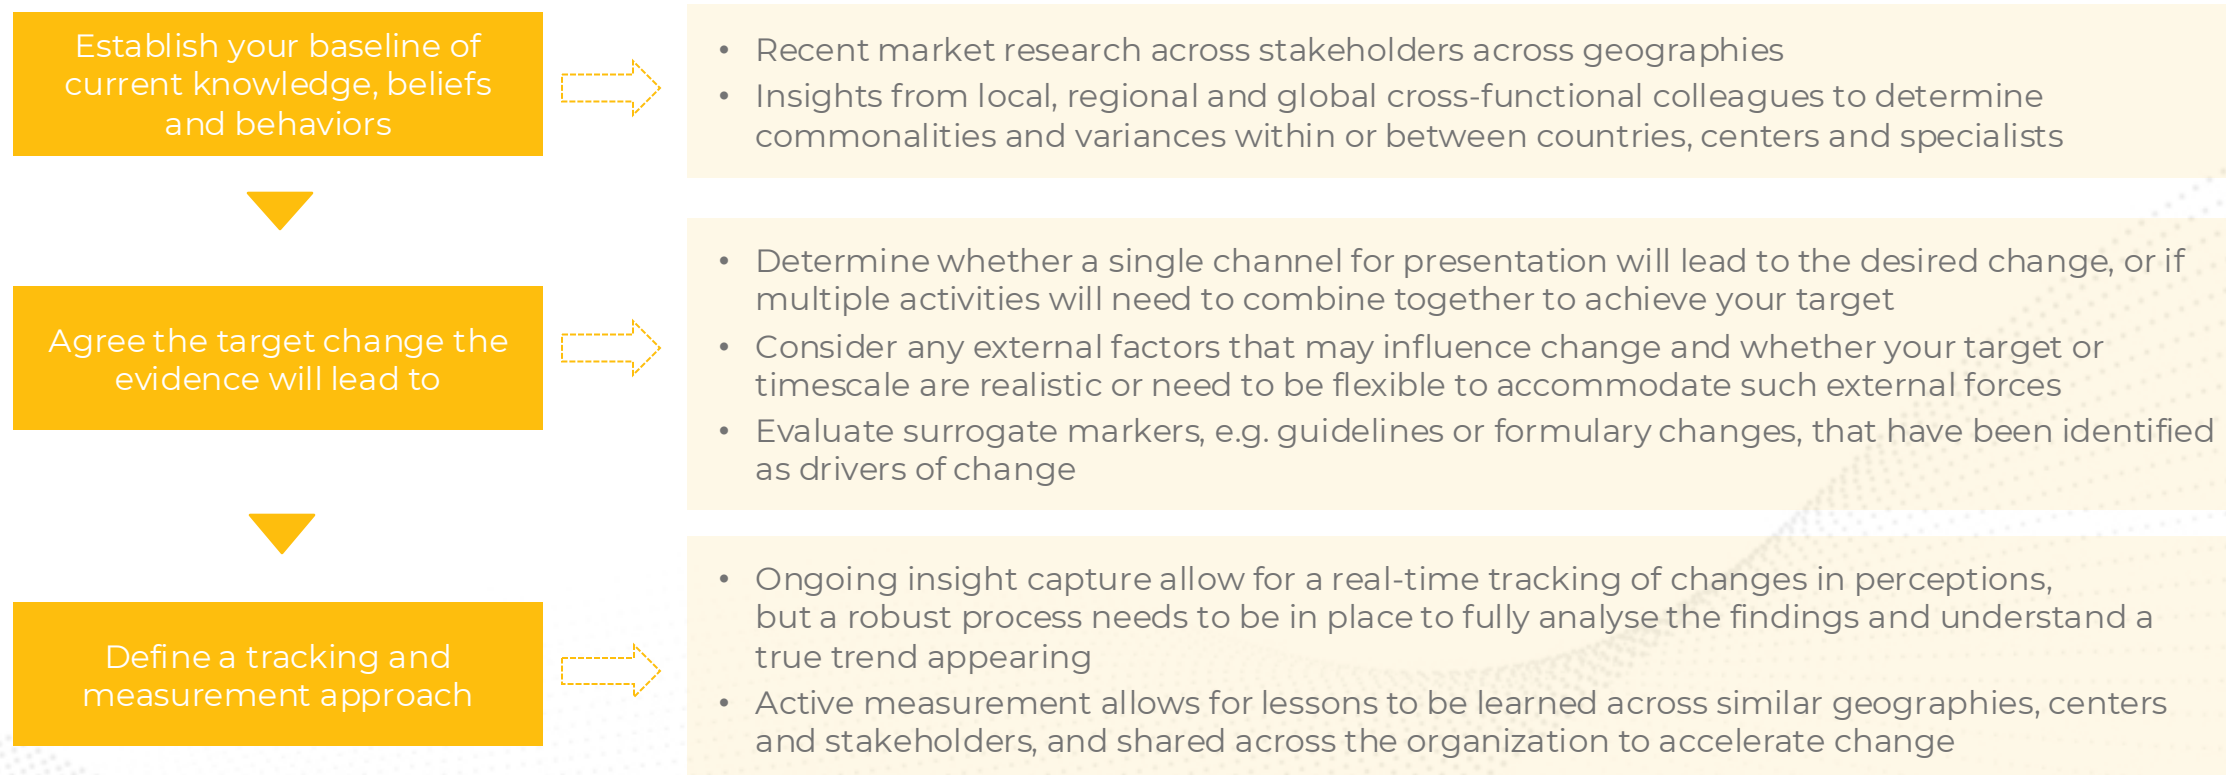 Establish your baseline of
current knowledge, beliefs
and behaviors
• Recent market research across stakeholders across geographies
• Insights from local, regional and global cross-functional colleagues to determine
commonalities and variances within or between countries, centers and specialists
Agree the target change the
evidence will lead to
• Determine whether a single channel for presentation will lead to the desired change, or if
multiple activities will need to combine together to achieve your target
• Consider any external factors that may influence change and whether your target or
timescale are realistic or need to be flexible to accommodate such external forces
• Evaluate surrogate markers, e.g. guidelines or formulary changes, that have been identified
as drivers of change
Define a tracking and
measurement approach
• Ongoing insight capture allow for a real-time tracking of changes in perceptions,
but a robust process needs to be in place to fully analyse the findings and understand a
true trend appearing
• Active measurement allows for lessons to be learned across similar geographies, centers
and stakeholders, and shared across the organization to accelerate change